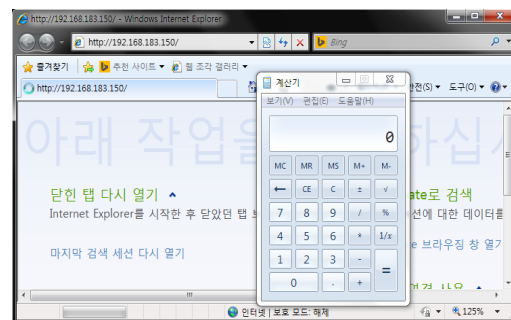 http://192.168.183.150/ - Windows Internet Explorer
http://192.168.183.150/
Bing
즐겨찾기 추천 사이트 웹 조각 갤러리
http://192.168.183.150/
안전(S) 도구(O)
계산기
보기(V) 편집(E) 도움말(H)
0
MC MR MS M+ M-
← CE C ± √
7 8 9 / %
4 5 6 * 1/x
1 2 3 - =
0 . +
아래 작업을 하십
닫힌 탭 다시 열기
Internet Explorer를 시작한 후 닫았던 탭
ate로 검색
션에 대한 데이터를
마지막 검색 세션 다시 열기
브라우징 창 열기
인터넷 | 보호 모드: 해제
125%